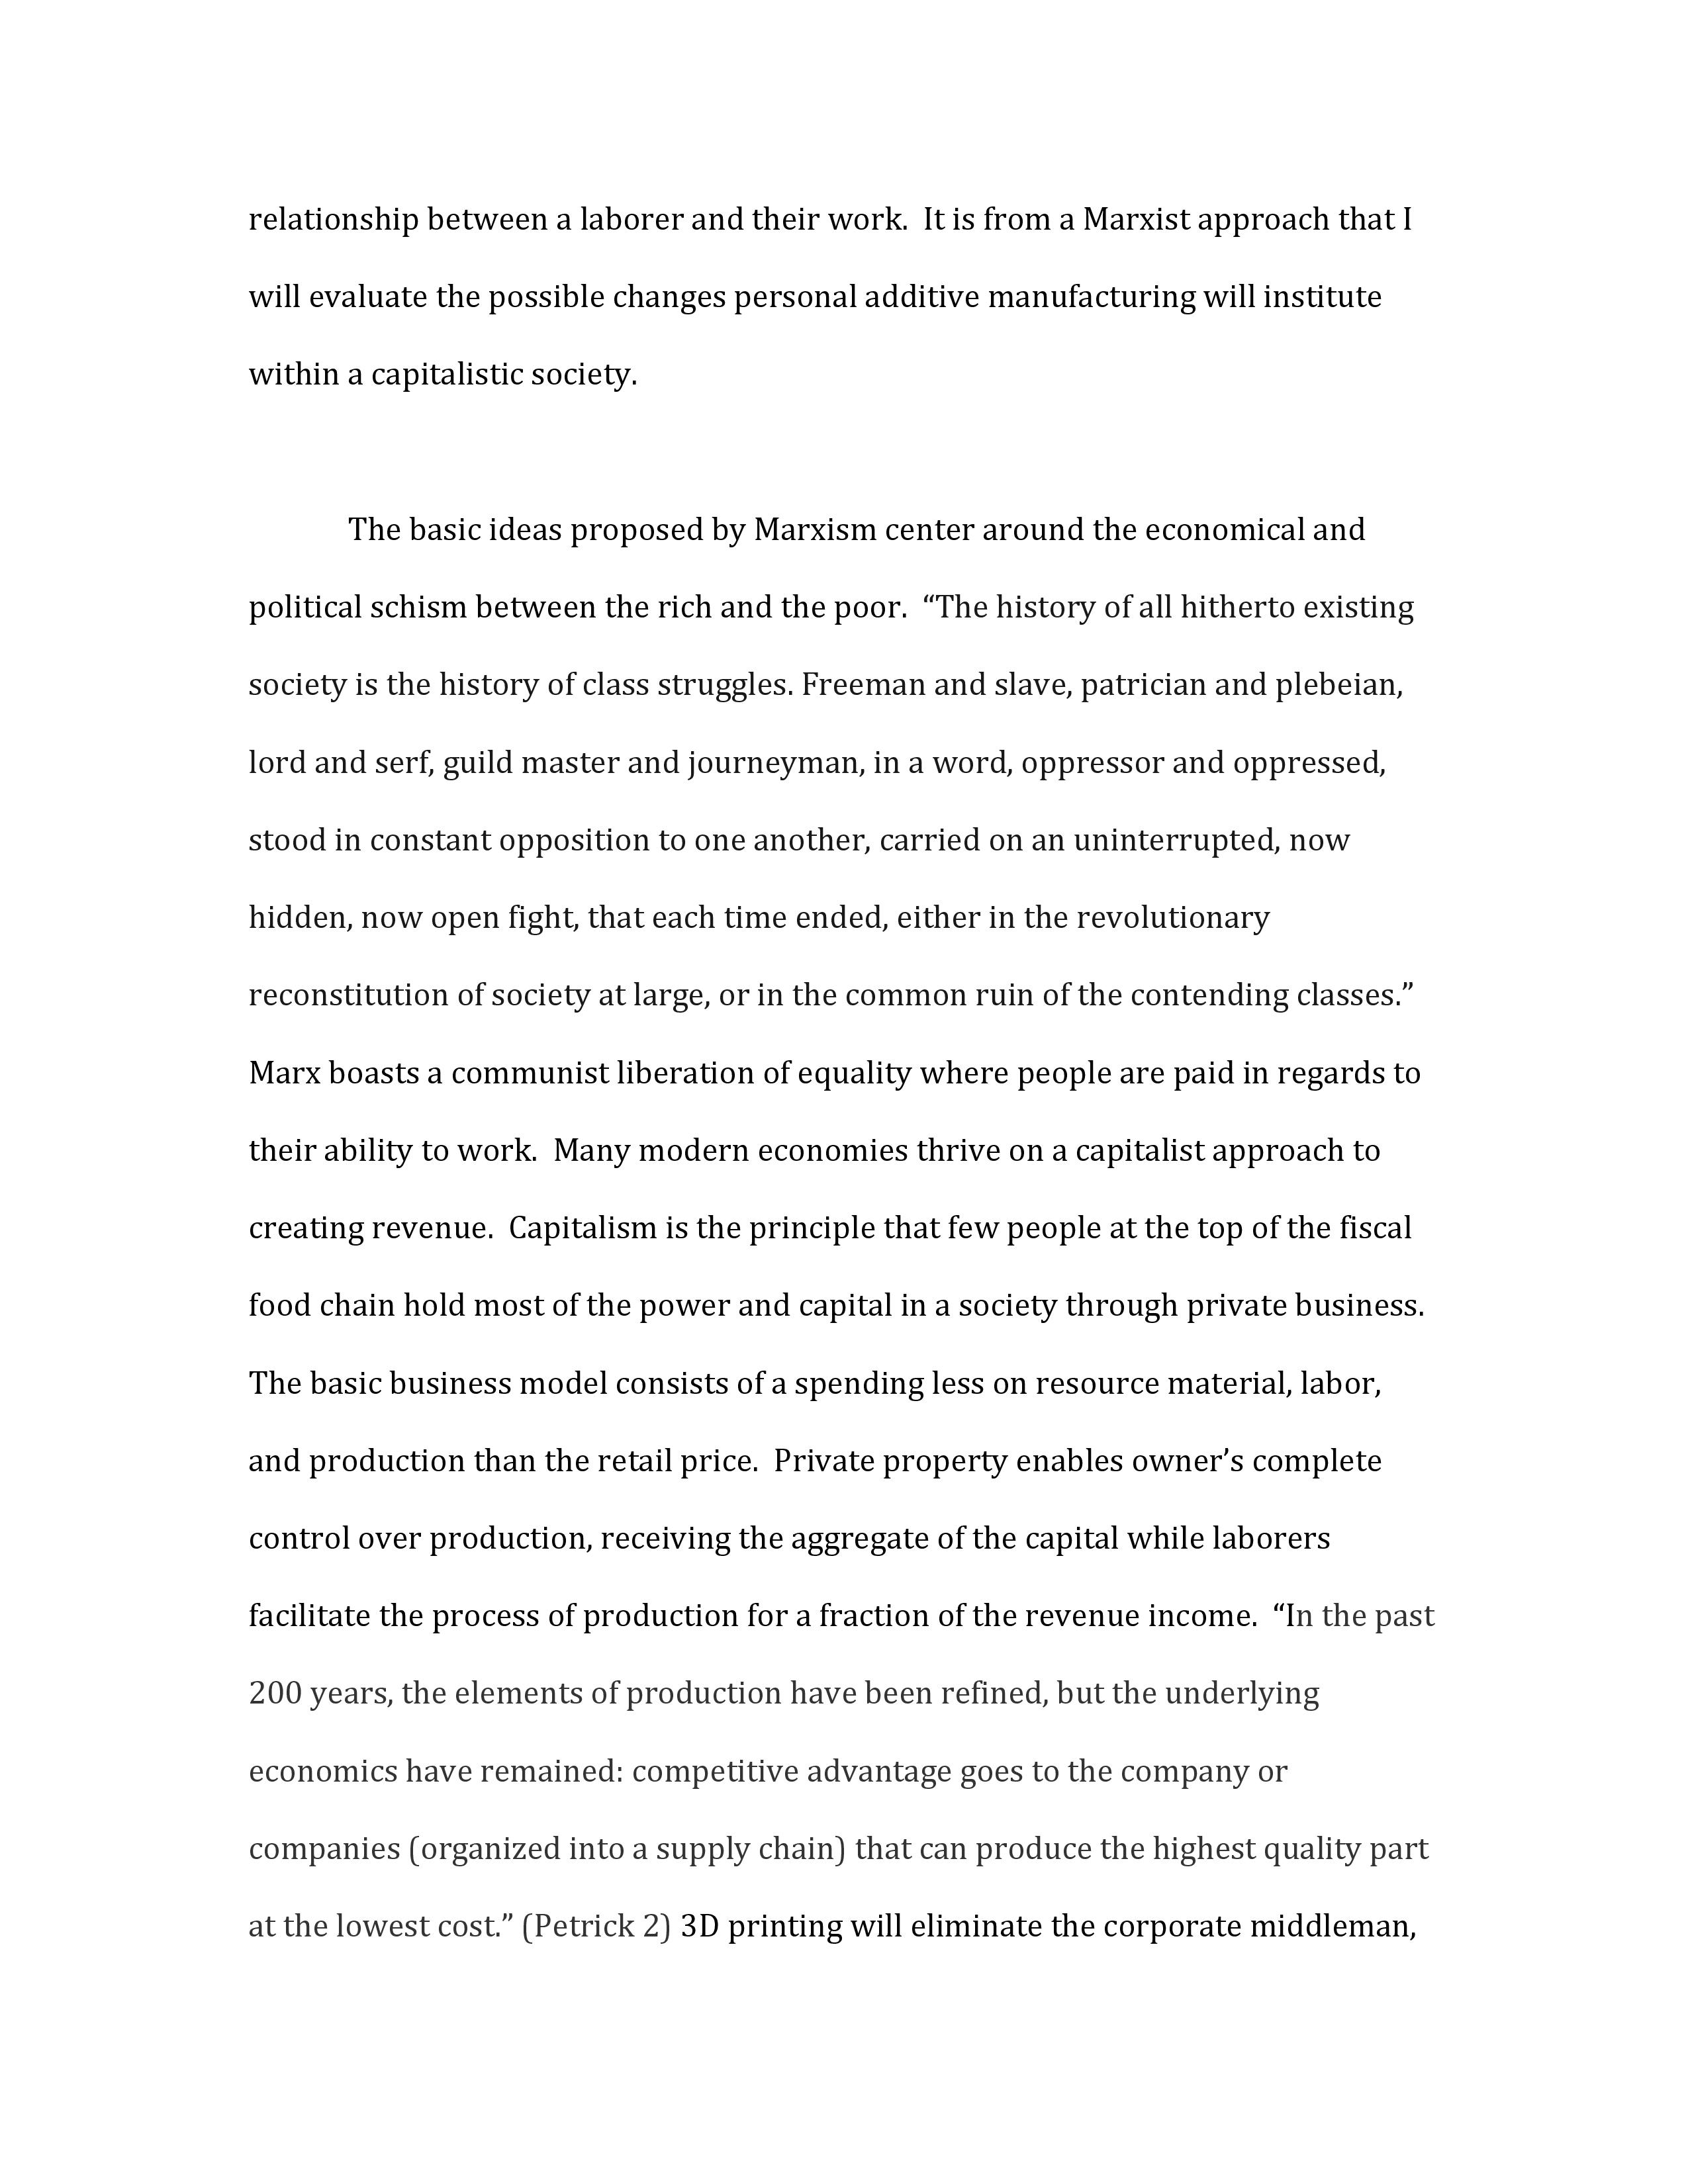 relationship between a laborer and their work.  It is from a Marxist approach that I
will evaluate the possible changes personal additive manufacturing will institute
within a capitalistic society.
The basic ideas proposed by Marxism center around the economical and
political schism between the rich and the poor.  “The history of all hitherto existing
society is the history of class struggles. Freeman and slave, patrician and plebeian,
lord and serf, guild master and journeyman, in a word, oppressor and oppressed,
stood in constant opposition to one another, carried on an uninterrupted, now
hidden, now open fight, that each time ended, either in the revolutionary
reconstitution of society at large, or in the common ruin of the contending classes.”
Marx boasts a communist liberation of equality where people are paid in regards to
their ability to work.  Many modern economies thrive on a capitalist approach to
creating revenue.  Capitalism is the principle that few people at the top of the fiscal
food chain hold most of the power and capital in a society through private business.
The basic business model consists of a spending less on resource material, labor,
and production than the retail price.  Private property enables owner’s complete
control over production, receiving the aggregate of the capital while laborers
facilitate the process of production for a fraction of the revenue income.  “In the past
200 years, the elements of production have been refined, but the underlying
economics have remained: competitive advantage goes to the company or
companies (organized into a supply chain) that can produce the highest quality part
at the lowest cost.” (Petrick 2) 3D printing will eliminate the corporate middleman,